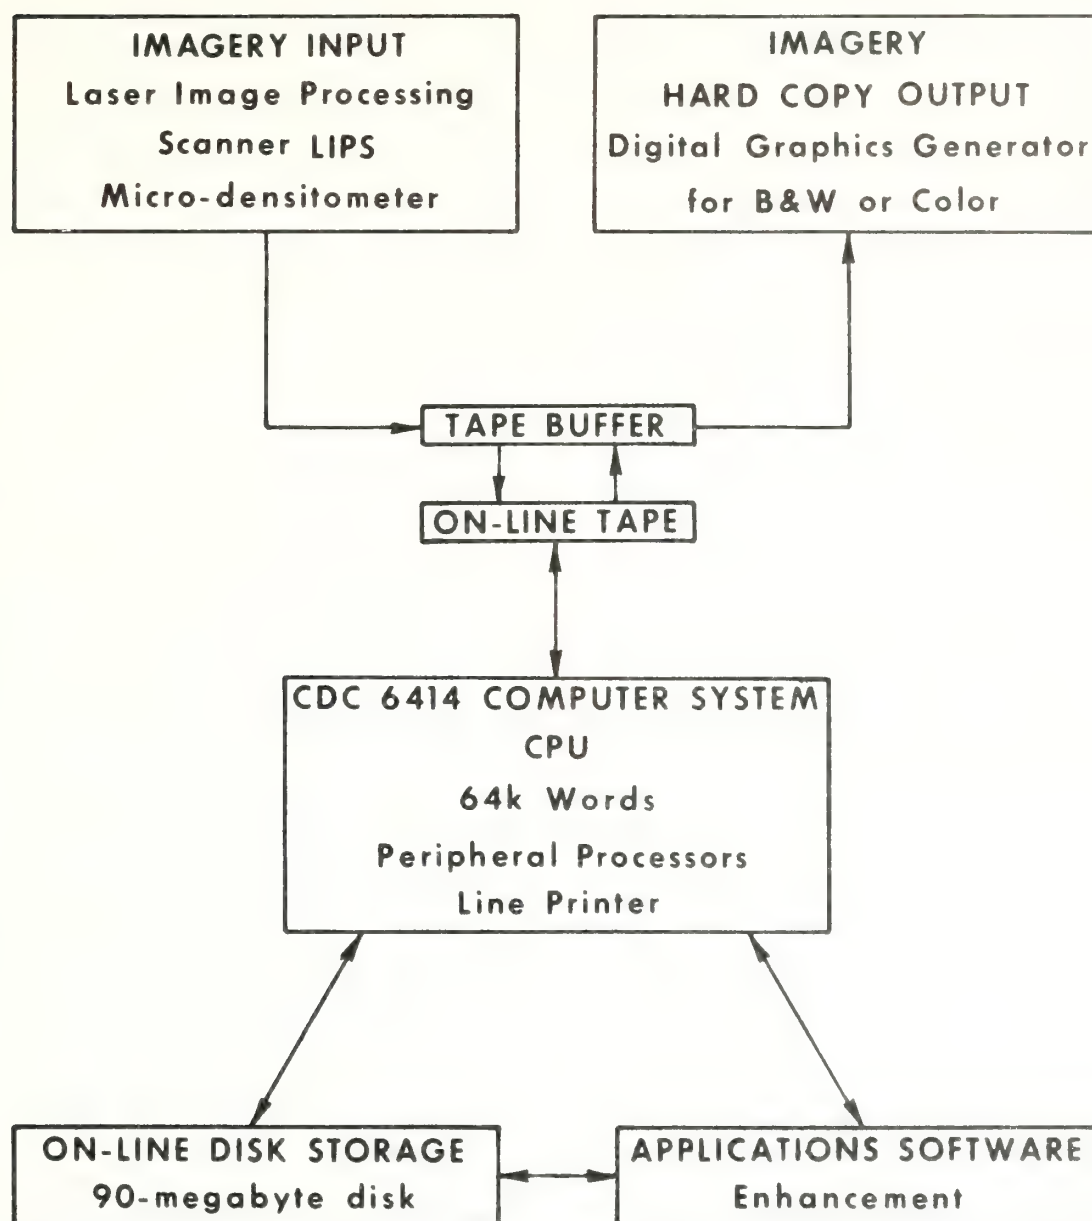 IMAGERY INPUT
Laser Image Processing
Scanner LIPS
Micro-densitometer
IMAGERY
HARD COPY OUTPUT
Digital Graphics Generator
for B&W or Color
TAPE BUFFER
ON-LINE TAPE
CDC 6414 COMPUTER SYSTEM
CPU
64k Words
Peripheral Processors
Line Printer
ON-LINE DISK STORAGE
90-megabyte disk
APPLICATIONS SOFTWARE
Enhancement